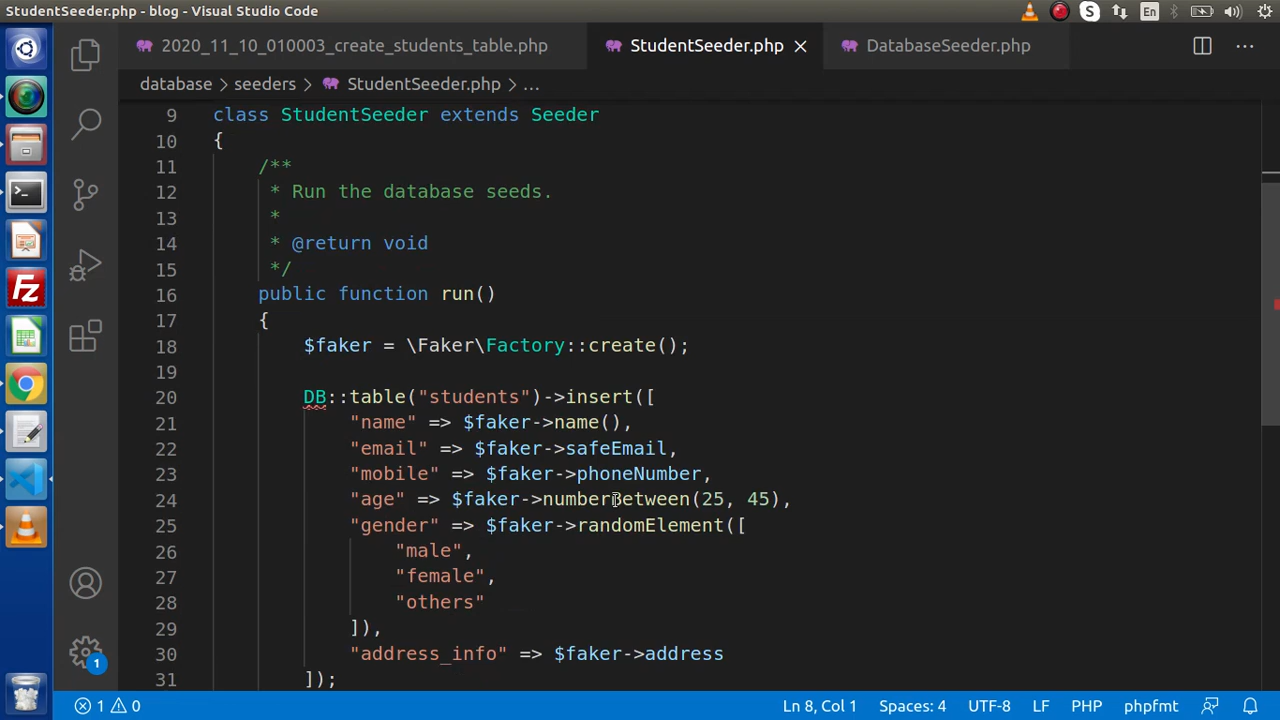 StudentSeeder.php - blog - Visual Studio Code
En
2020_11_10_010003_create_students_table.php
StudentSeeder.php
DatabaseSeeder.php
database > seeders > StudentSeeder.php > ...
9 class StudentSeeder extends Seeder
10 {
11 /**
12 * Run the database seeds.
13 *
14 * @return void
15 */
16 public function run()
17 {
18 $faker = \Faker\Factory::create();
19
20 DB::table("students")->insert([
21 "name" => $faker->name(),
22 "email" => $faker->safeEmail,
23 "mobile" => $faker->phoneNumber,
24 "age" => $faker->numberBetween(25, 45),
25 "gender" => $faker->randomElement([
26 "male",
27 "female",
28 "others"
29 ]),
30 "address_info" => $faker->address
31 ]);
1
1 0 Ln 8, Col 1 Spaces: 4 UTF-8 LF PHP phpfmt